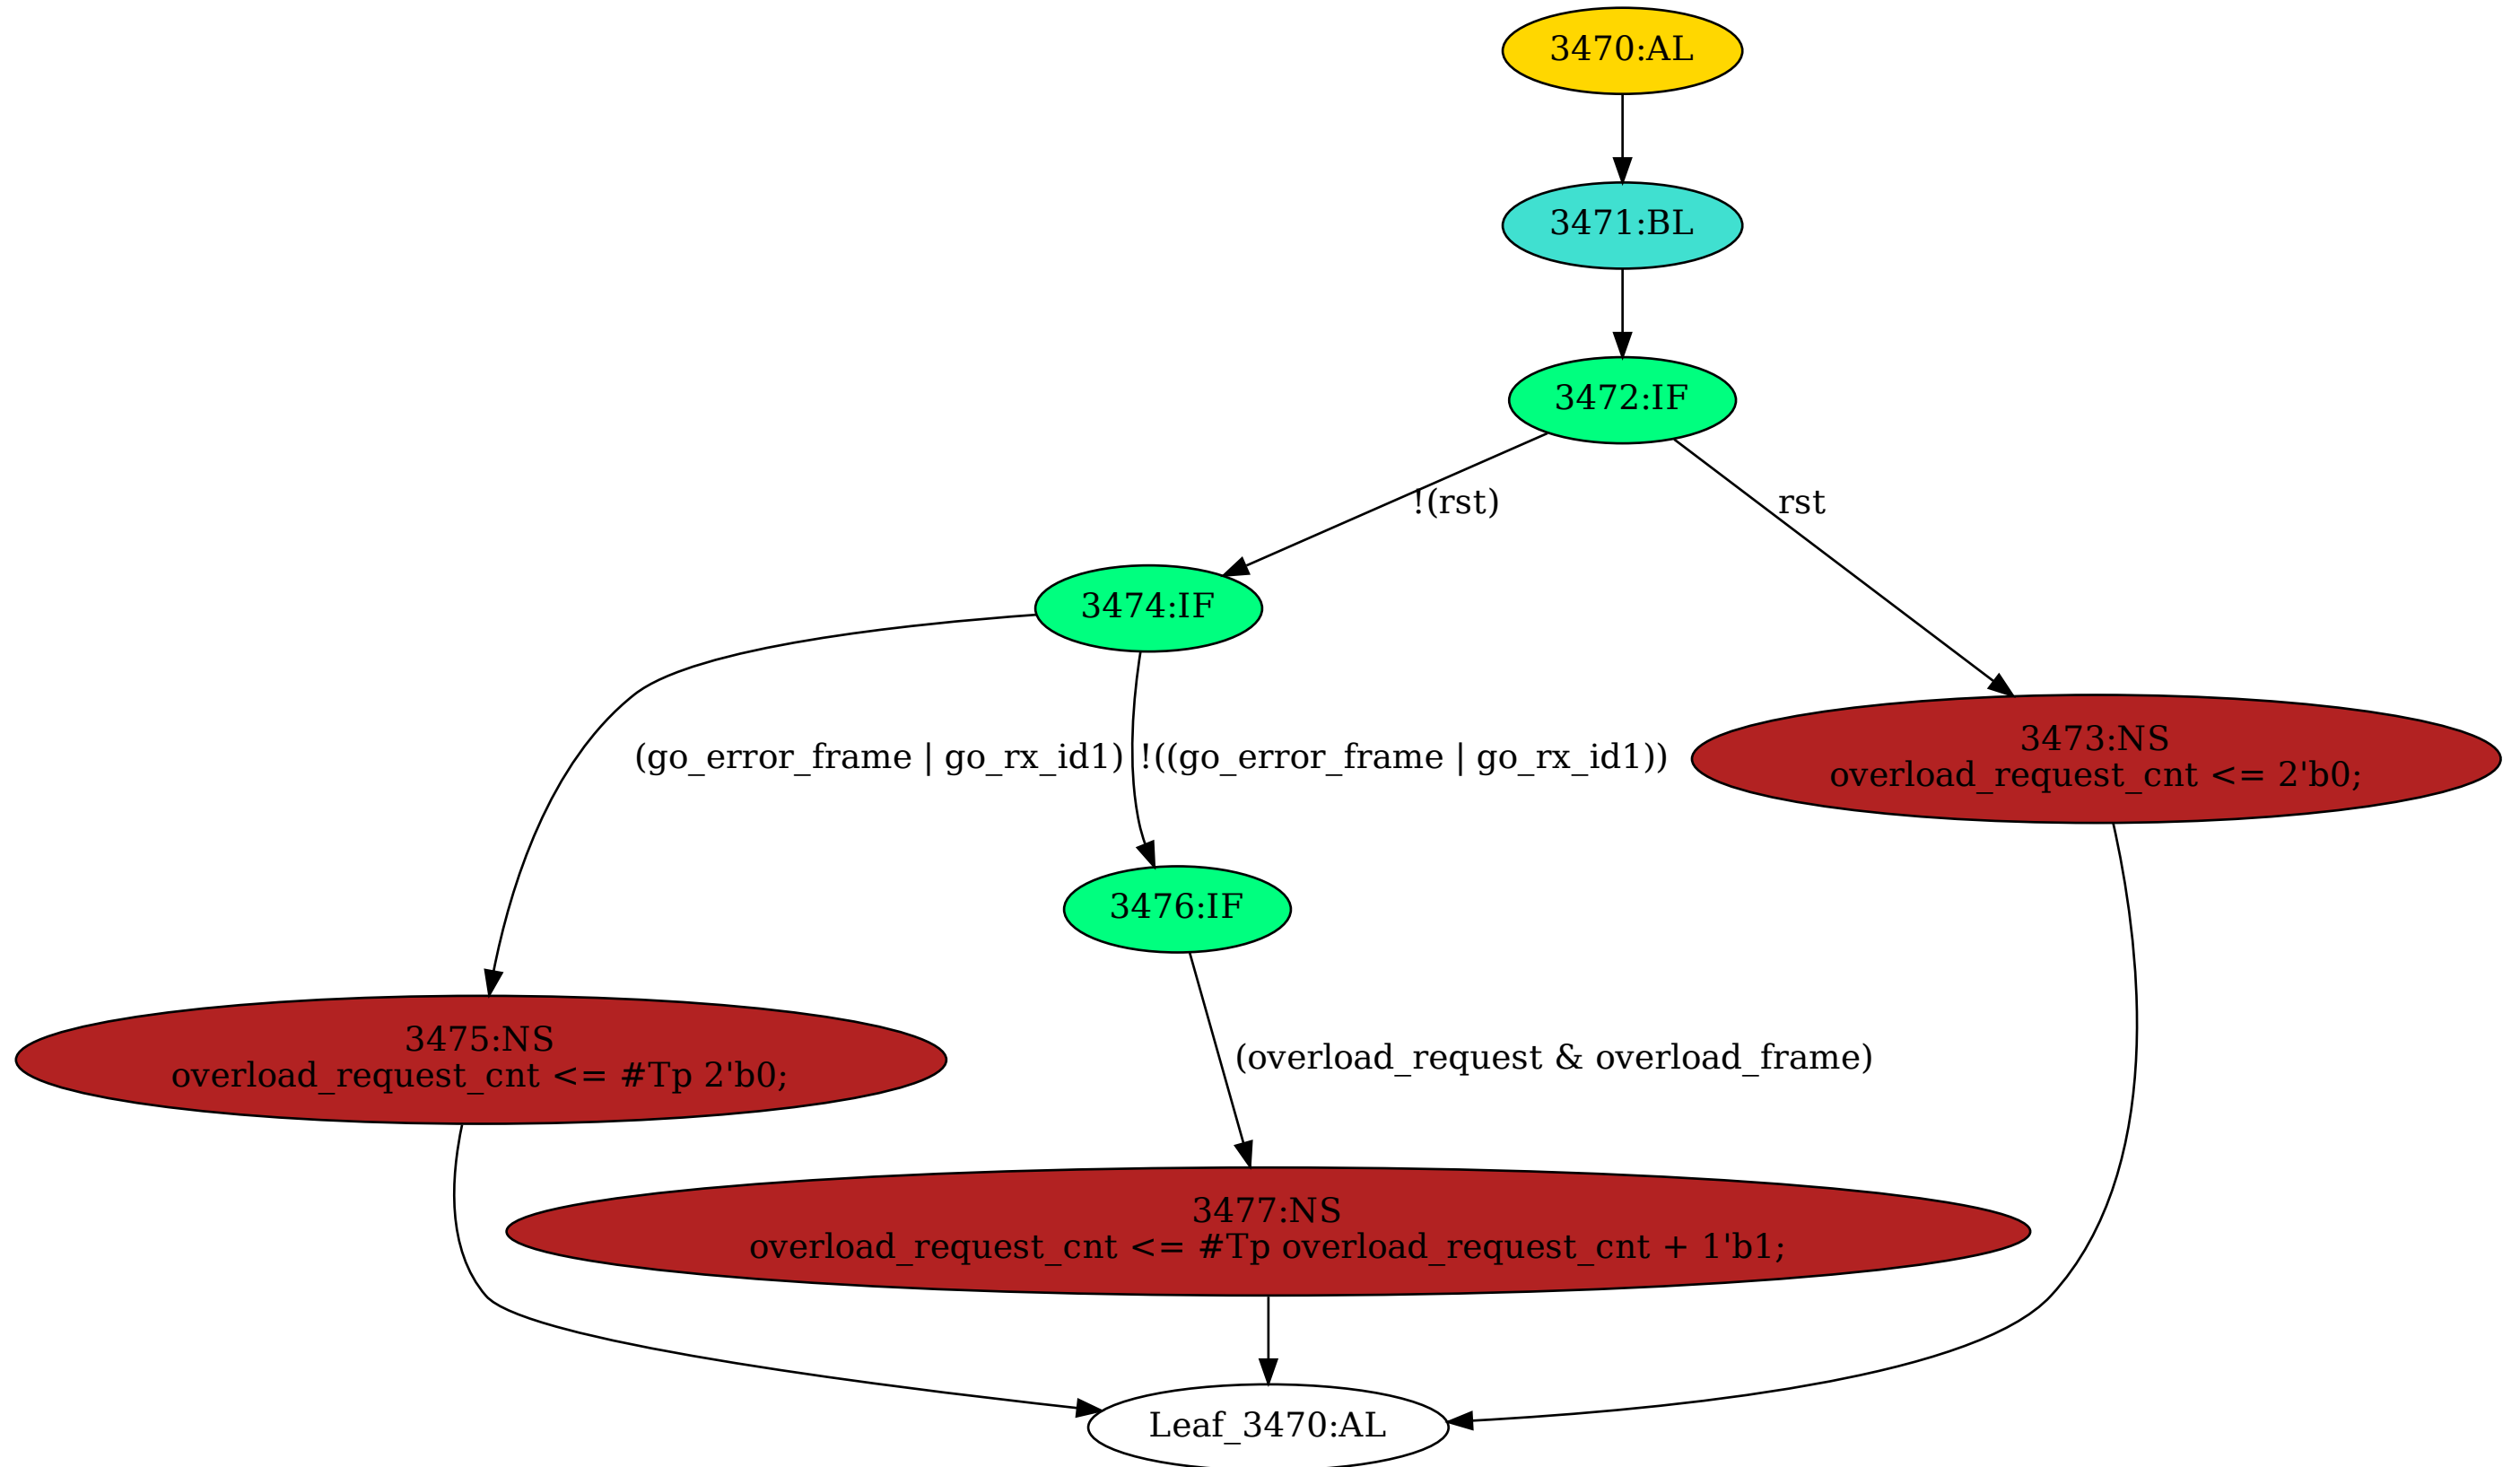 3470:AL
3471:BL
3472:IF
!(rst)
rst
3474:IF
(go_error_frame | go_rx_id1)
!((go_error_frame | go_rx_id1))
3473:NS
overload_request_cnt <= 2'b0;
3476:IF
3475:NS
overload_request_cnt <= #Tp 2'b0;
(overload_request & overload_frame)
3477:NS
overload_request_cnt <= #Tp overload_request_cnt + 1'b1;
Leaf_3470:AL